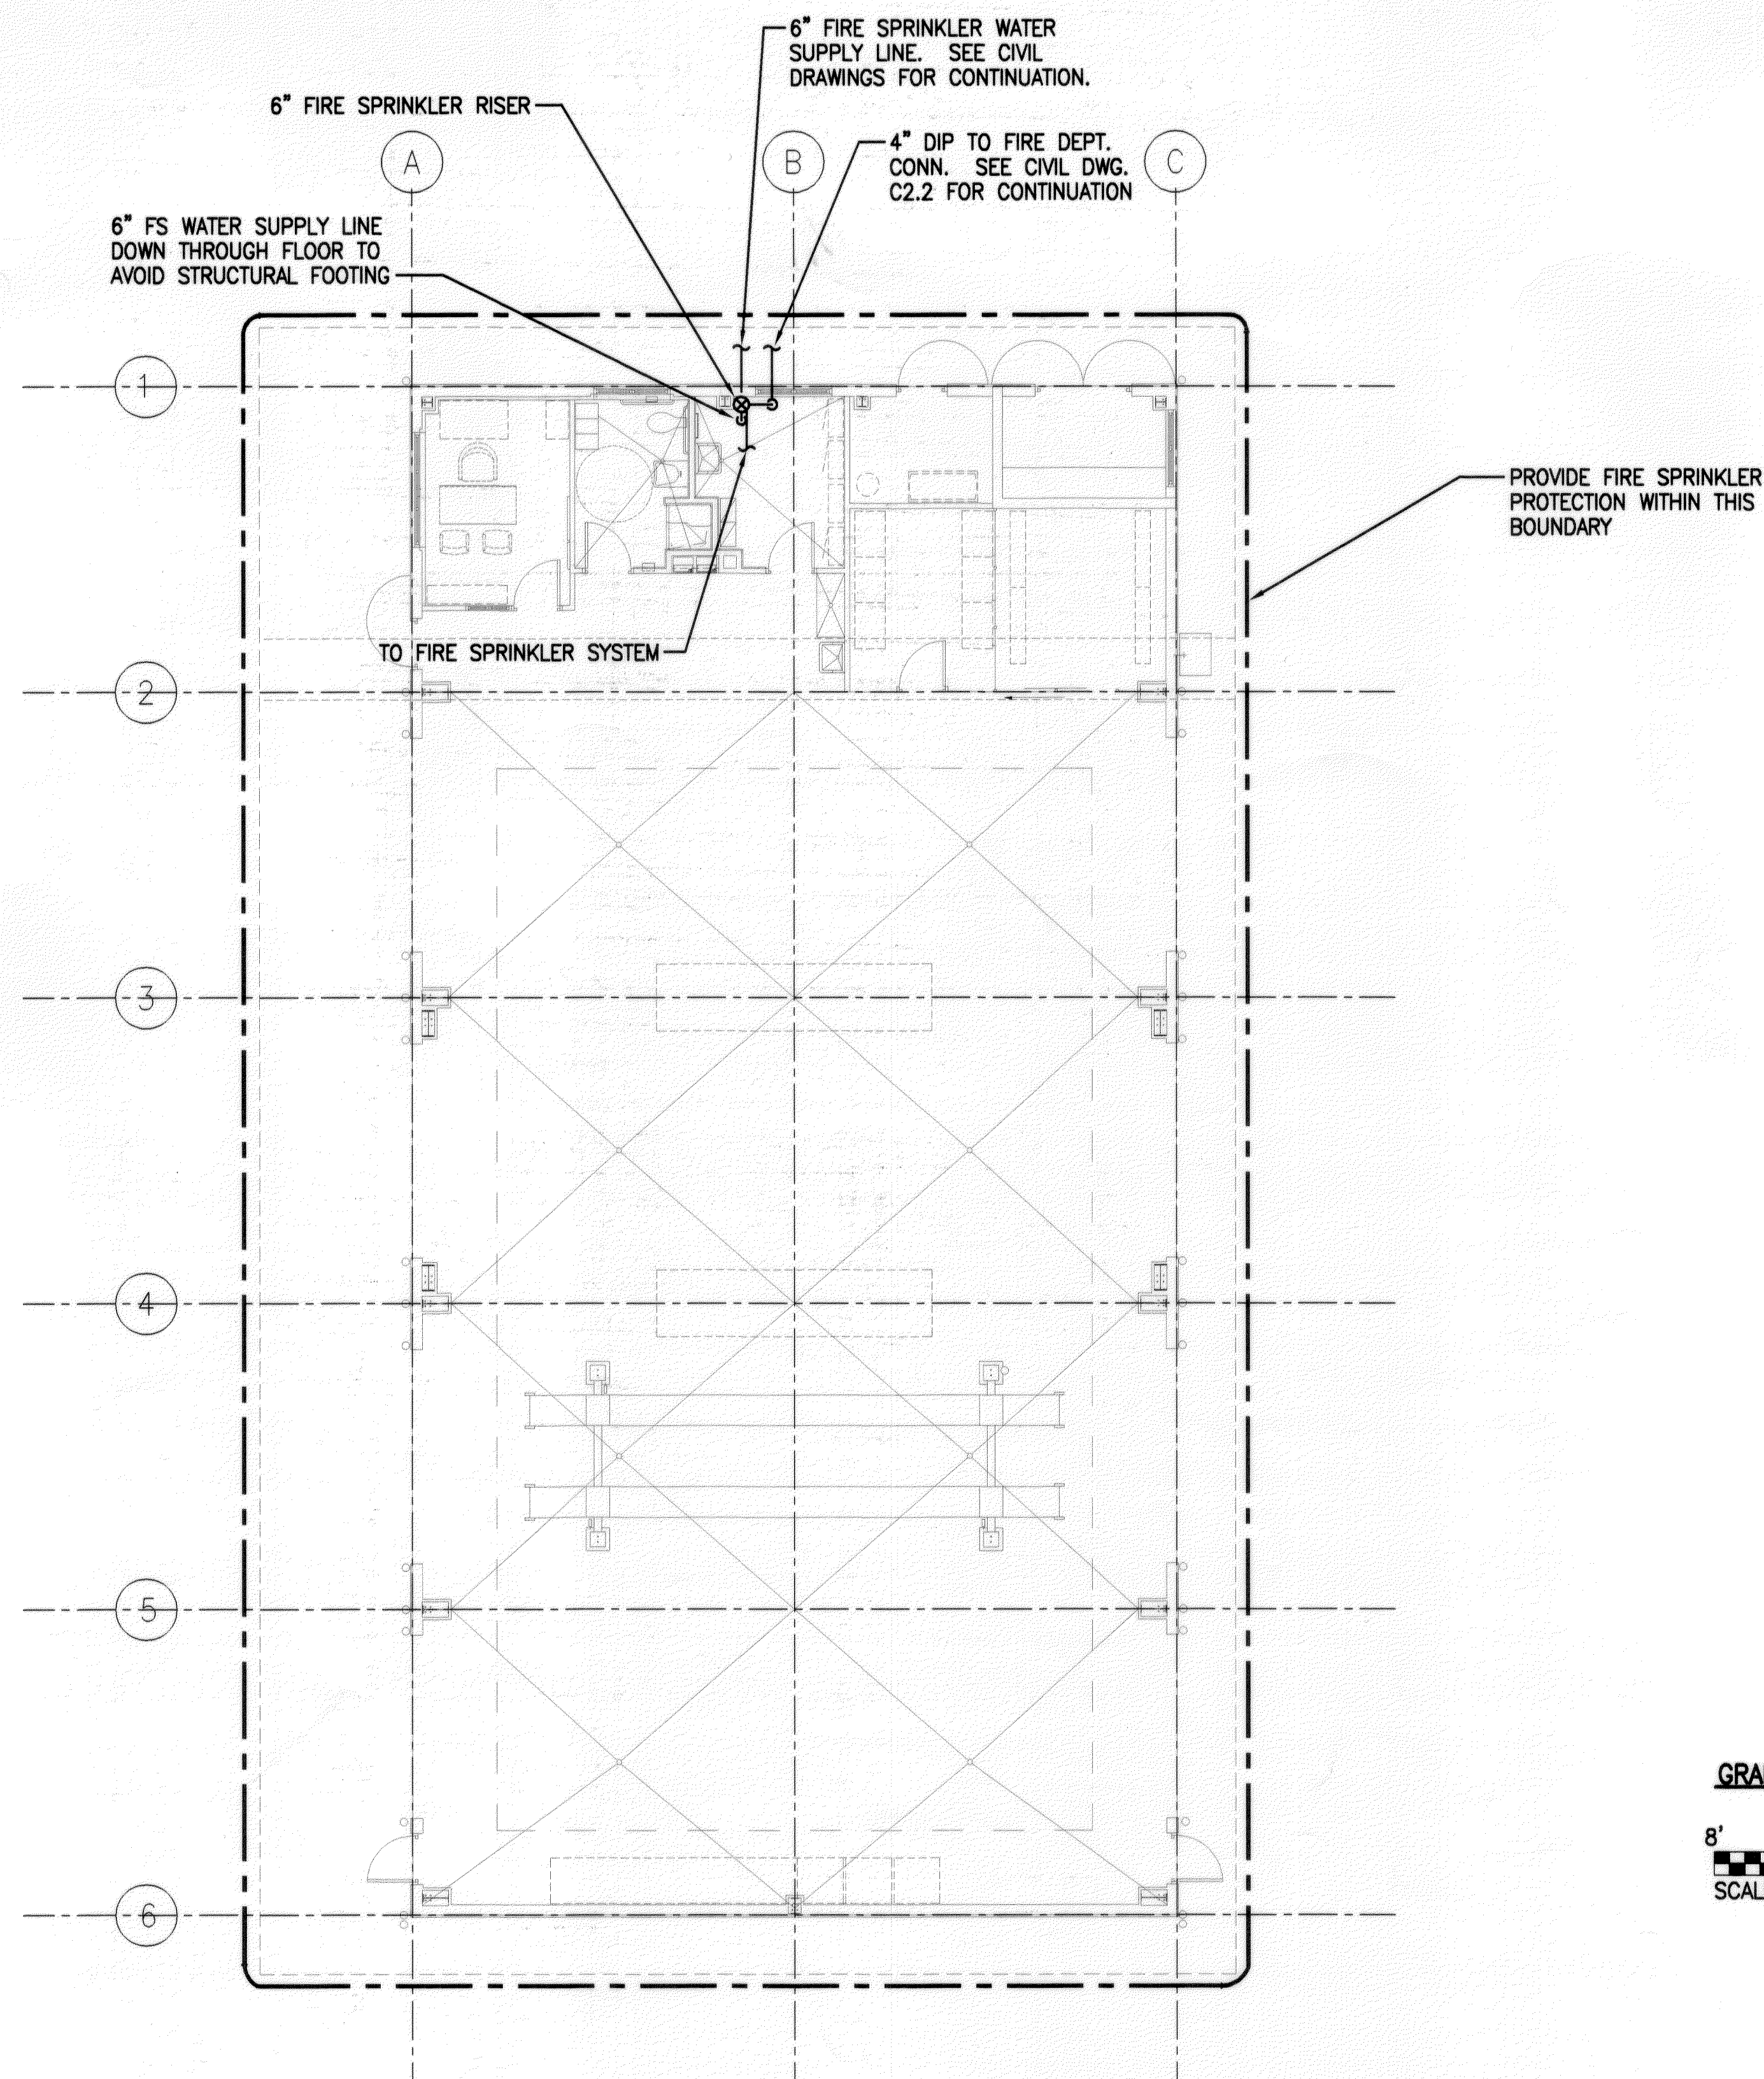 6" FIRE SPRINKLER WATER
SUPPLY LINE. SEE CIVIL
DRAWINGS FOR CONTINUATION.
6" FIRE SPRINKLER RISER
4" DIP TO FIRE DEPT.
CONN. SEE CIVIL DWG.
C2.2 FOR CONTINUATION
A
B
C
6" FS WATER SUPPLY LINE
DOWN THROUGH FLOOR TO
AVOID STRUCTURAL FOOTING
1
PROVIDE FIRE SPRINKLER
PROTECTION WITHIN THIS
BOUNDARY
TO FIRE SPRINKLER SYSTEM
2
3
4
5
GRA
8'
SCAL
6